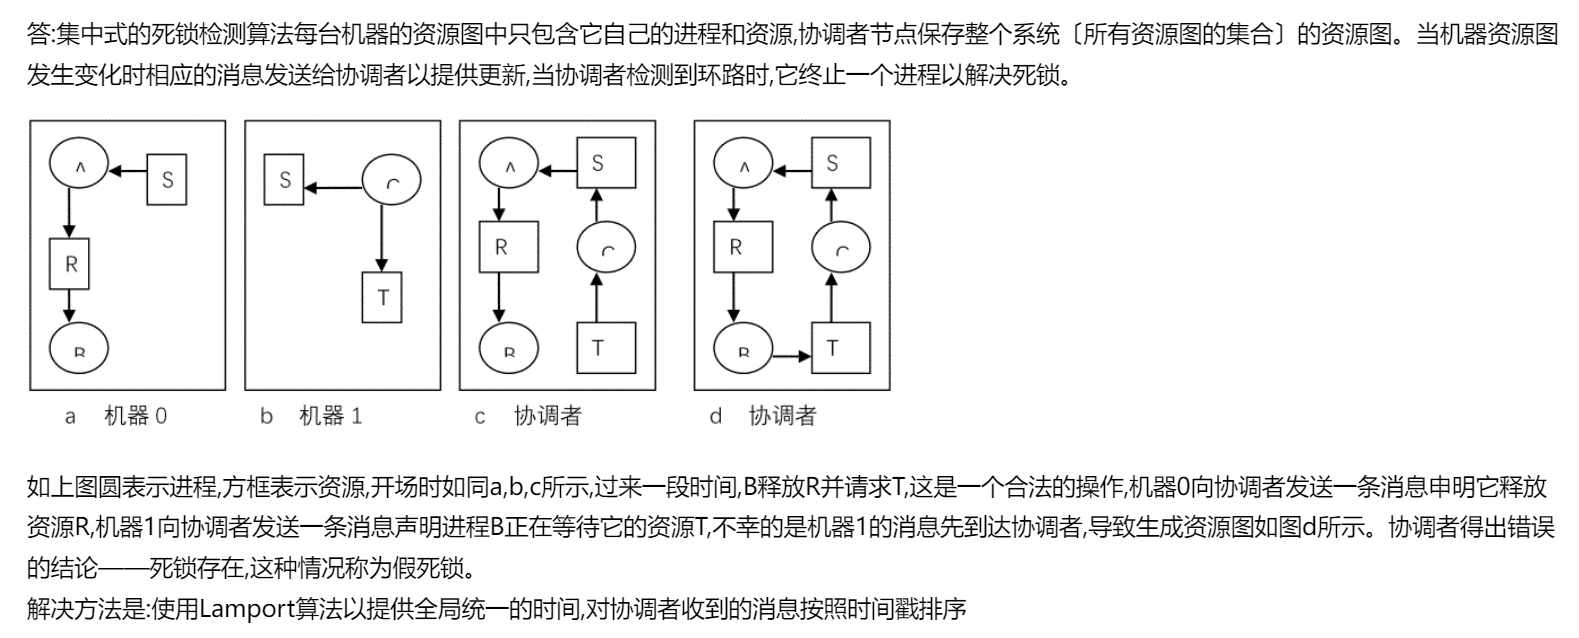 答:集中式的死锁检测算法每台机器的资源图中只包含它自己的进程和资源,协调者节点保存整个系统〔所有资源图的集合〕的资源图。当机器资源图
发生变化时相应的消息发送给协调者以提供更新,当协调者检测到环路时,它终止一个进程以解决死锁。
A S R B
S C T
A S R C B T
A S R C B T
a 机器0 b 机器1 c 协调者 d 协调者
如上图圆表示进程,方框表示资源,开场时如同a,b,c所示,过来一段时间,B释放R并请求T,这是一个合法的操作,机器0向协调者发送一条消息申明它释放
资源R,机器1向协调者发送一条消息声明进程B正在等待它的资源T,不幸的是机器1的消息先到达协调者,导致生成资源图如图d所示。协调者得出错误
的结论——死锁存在,这种情况称为假死锁。
解决方法是:使用Lamport算法以提供全局统一的时间,对协调者收到的消息按照时间戳排序